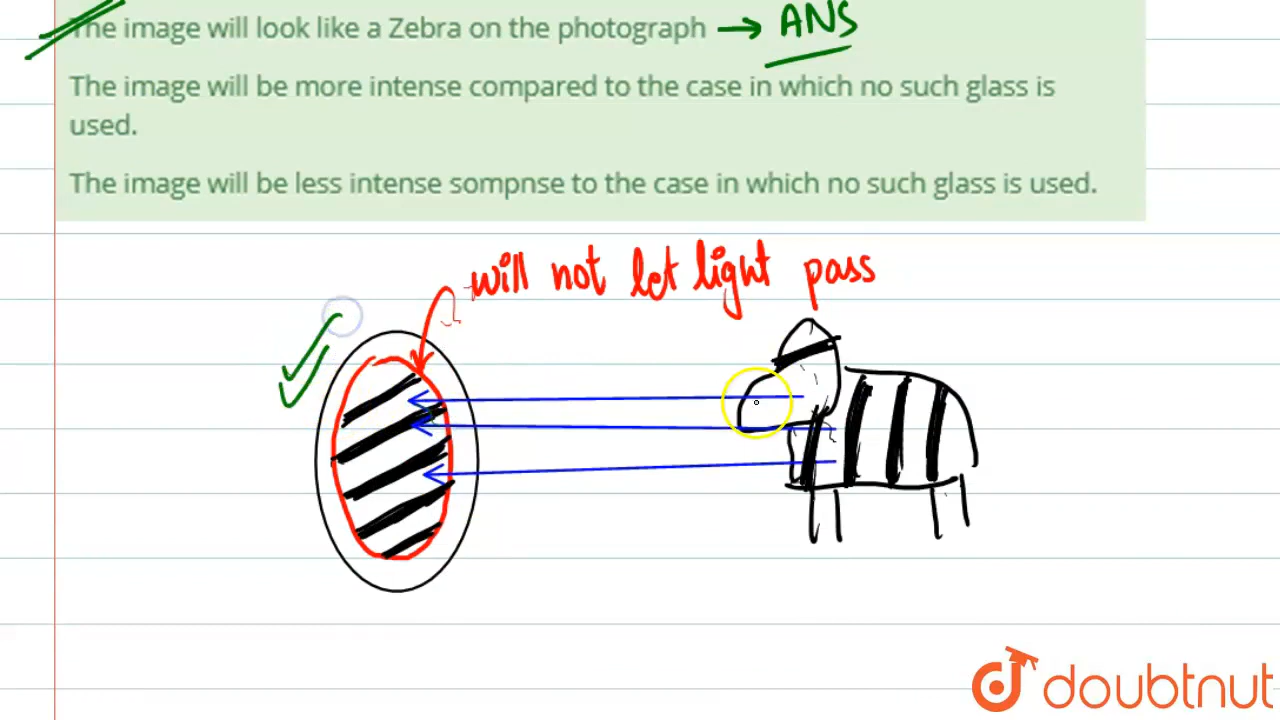 The image will look like a Zebra on the photograph → ANS
The image will be more intense compared to the case in which no such glass is
used.
The image will be less intense sompnse to the case in which no such glass is used.
will not let light pass
doubtnut